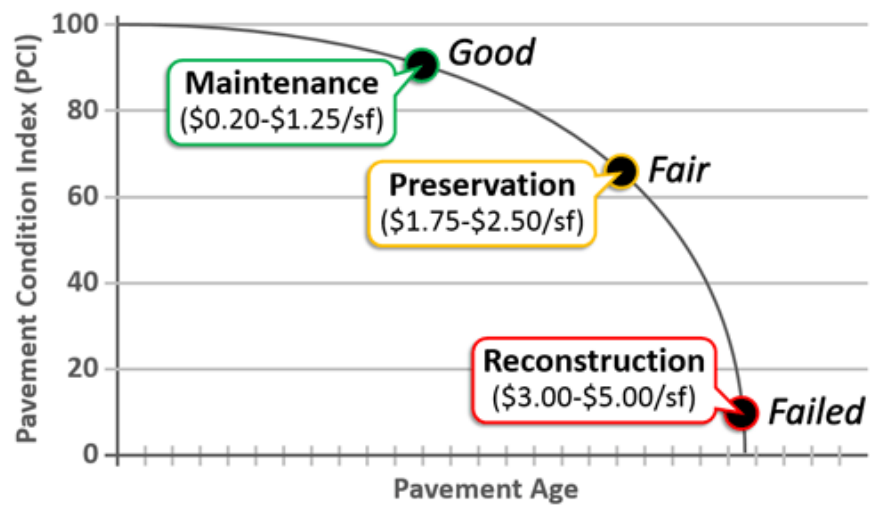 Pavement Condition Index (PCI)
100
80
60
40
20
0
Good
Maintenance
($0.20-$1.25/sf)
Fair
Preservation
($1.75-$2.50/sf)
Reconstruction
($3.00-$5.00/sf)
Failed
Pavement Age